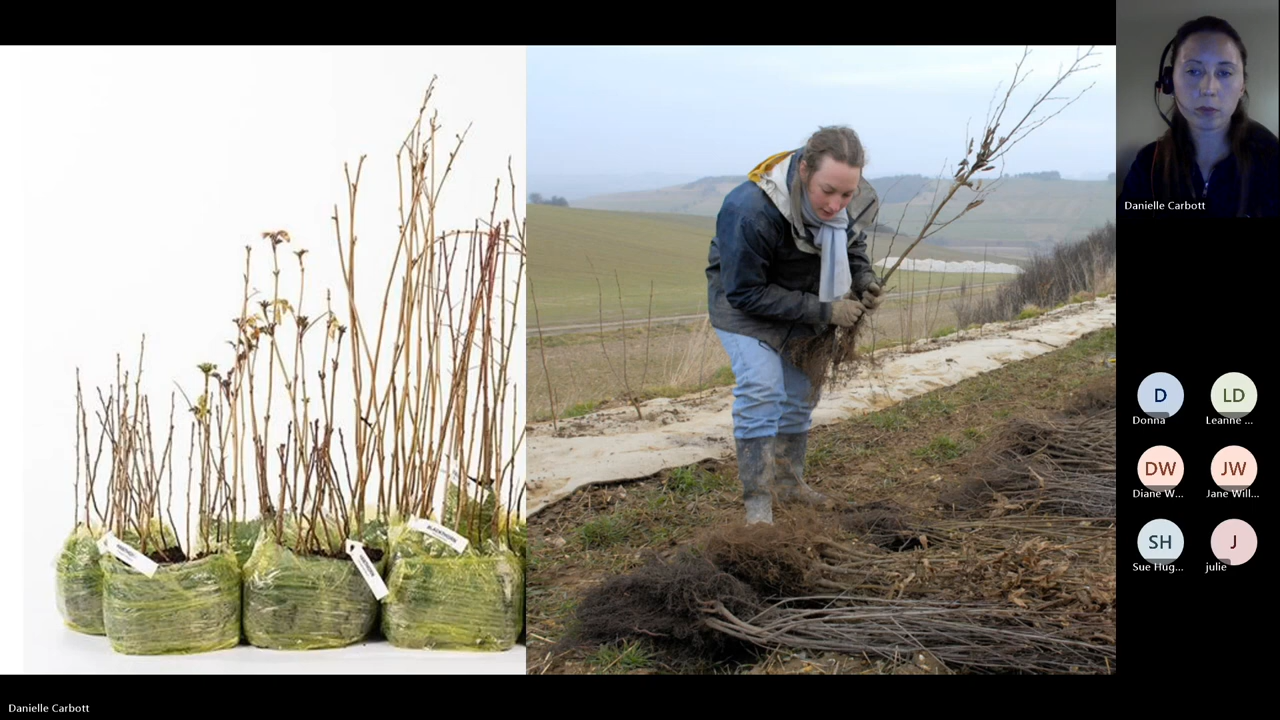 Danielle Carbott
D
LD
Donna
Leanne ...
DW
JW
Diane W...
Jane Will...
SH
J
Sue Hug...
julie
Danielle Carbott